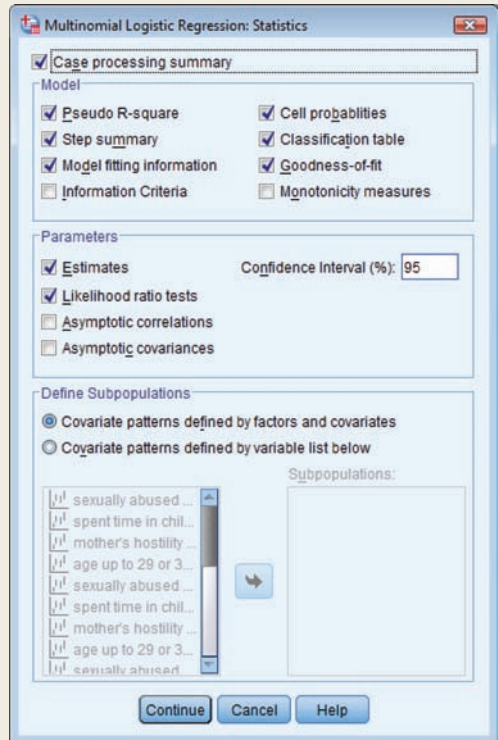 Multinomial Logistic Regression: Statistics
Case processing summary
Model
Pseudo R-square
Cell probablities
Step summary
Classification table
Model fitting information
Goodness-of-fit
Information Criteria
Monotonicity measures
Parameters
Estimates
Confidence Interval (%): 95
Likelihood ratio tests
Asymptotic correlations
Asymptotic covariances
Define Subpopulations
Covariate patterns defined by factors and covariates
Covariate patterns defined by variable list below
Subpopulations:
sexually abused ...
spent time in chil...
mother's hostility ...
age up to 29 or 3...
sexually abused ...
spent time in chil...
mother's hostility ...
age up to 29 or 3...
sexually abused
Continue Cancel Help